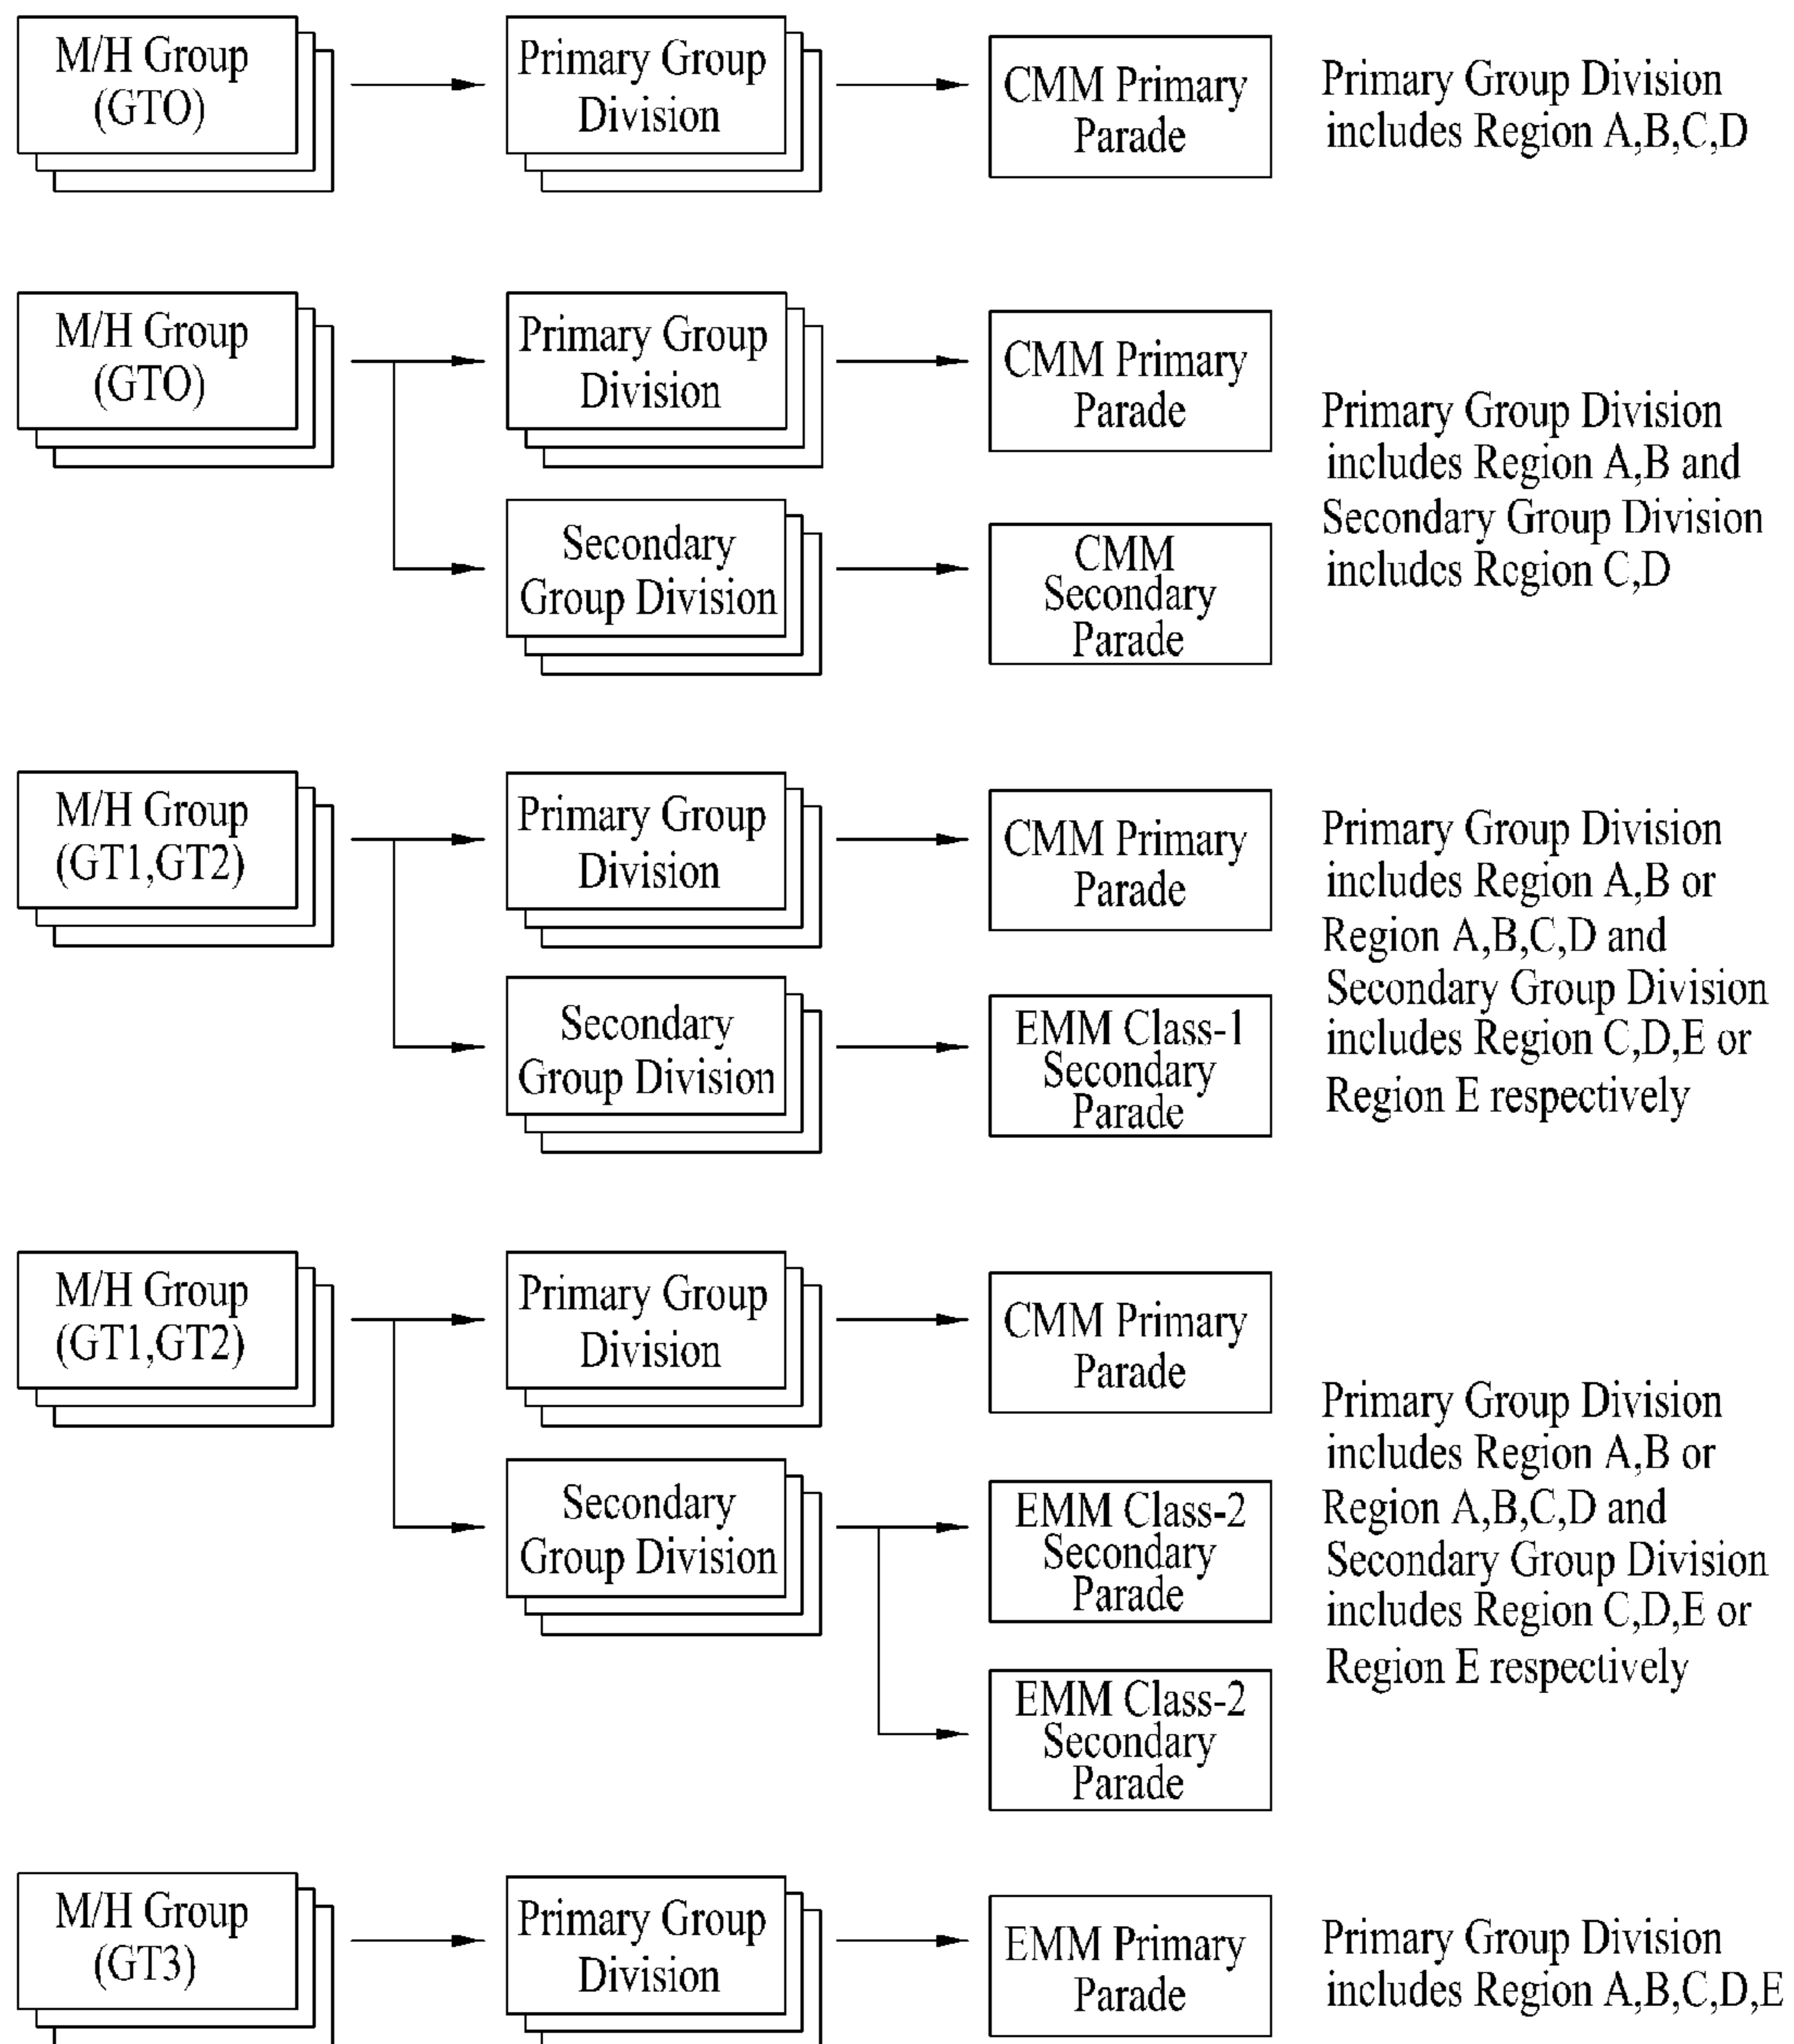 M/H Group
(GTO)
Primary Group
Division
CMM Primary
Parade
Primary Group Division
includes Region A,B,C,D
M/H Group
(GTO)
Primary Group
Division
CMM Primary
Parade
Secondary
Group Division
CMM
Secondary
Parade
Primary Group Division
includes Region A,B and
Secondary Group Division
includes Region C,D
M/H Group
(GT1,GT2)
Primary Group
Division
CMM Primary
Parade
Secondary
Group Division
EMM Class-1
Secondary
Parade
Primary Group Division
includes Region A,B or
Region A,B,C,D and
Secondary Group Division
includes Region C,D,E or
Region E respectively
M/H Group
(GT1,GT2)
Primary Group
Division
CMM Primary
Parade
Secondary
Group Division
EMM Class-2
Secondary
Parade
EMM Class-2
Secondary
Parade
Primary Group Division
includes Region A,B or
Region A,B,C,D and
Secondary Group Division
includes Region C,D,E or
Region E respectively
M/H Group
(GT3)
Primary Group
Division
EMM Primary
Parade
Primary Group Division
includes Region A,B,C,D,E